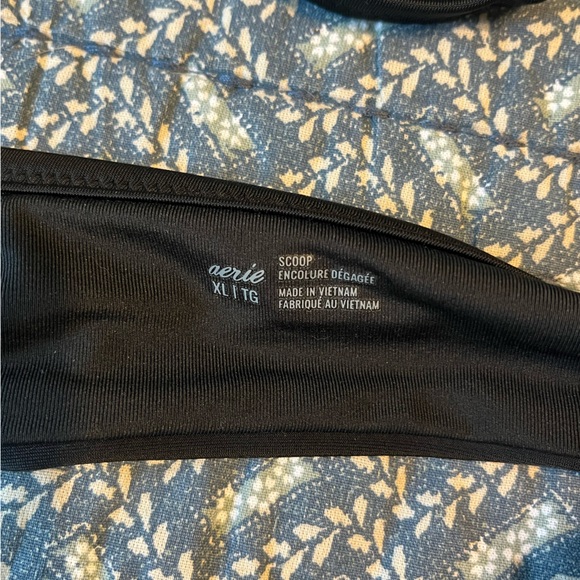 aerie
XL | TG
SCOOP
ENCOLURE DÉGAGÉE
MADE IN VIETNAM
FABRIQUÉ AU VIETNAM